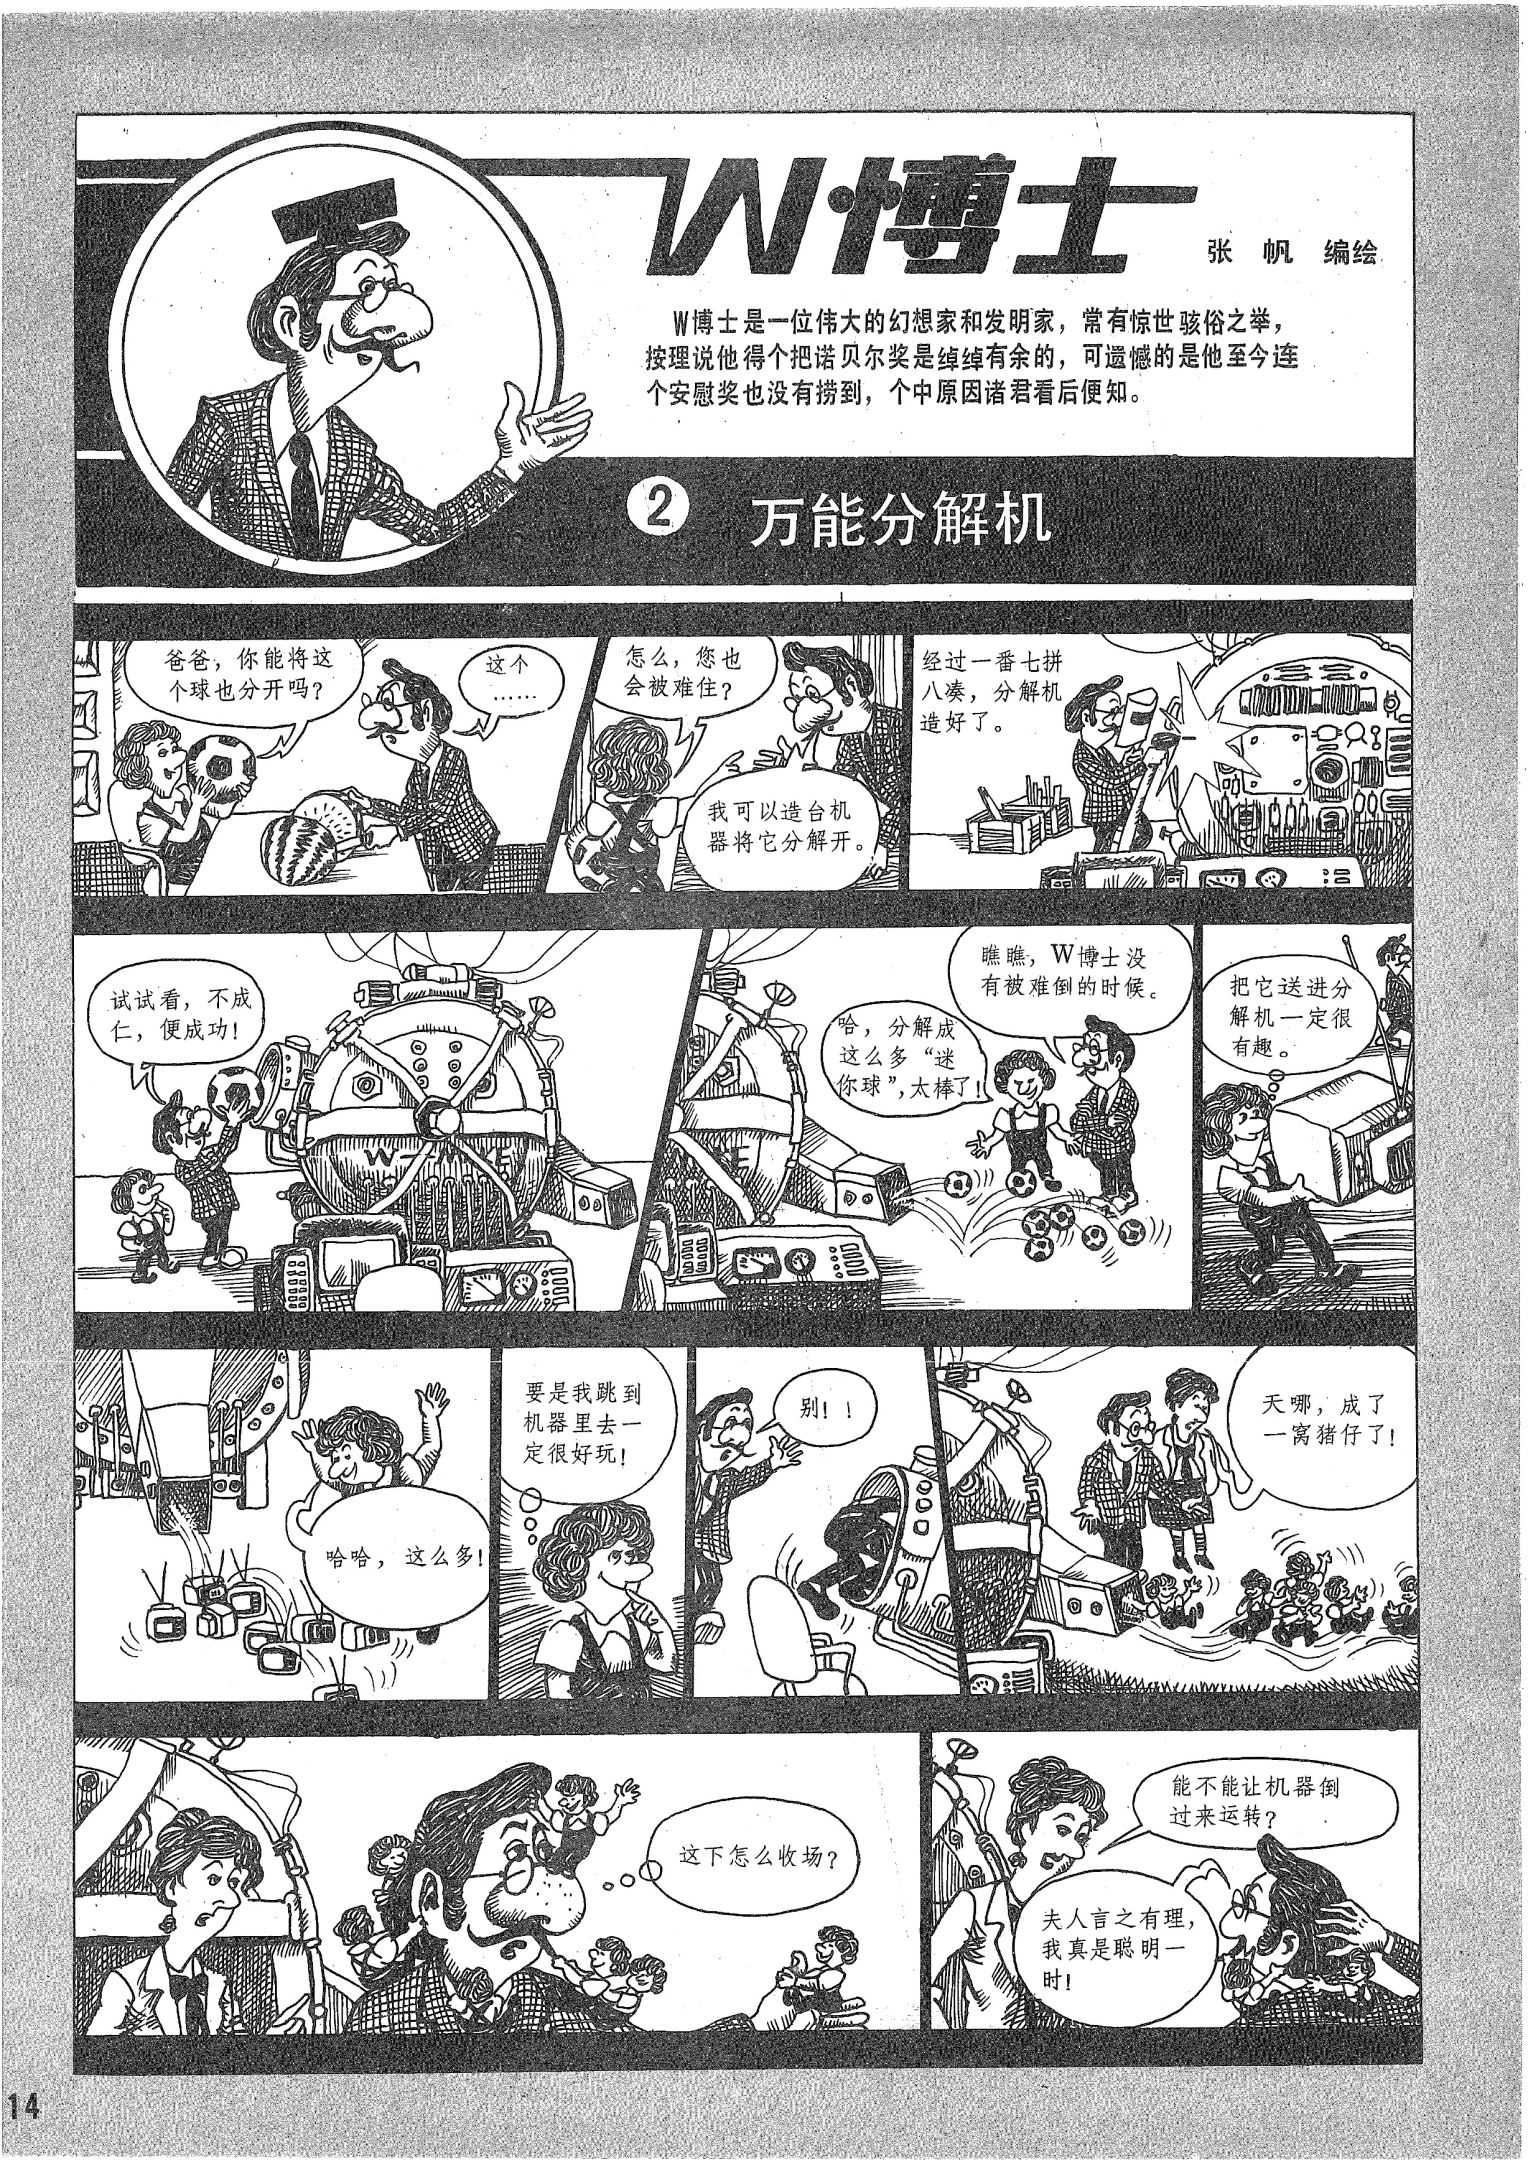 W博士
张 帆 编绘
W博士是一位伟大的幻想家和发明家，常有惊世骇俗之举，
按理说他得个把诺贝尔奖是绰绰有余的，可遗憾的是他至今连
个安慰奖也没有捞到，个中原因诸君看后便知。
2 万能分解机
爸爸，你能将这
个球也分开吗？
这个
……
怎么，您也
会被难住？
我可以造台机
器将它分解开。
经过一番七拼
八凑，分解机
造好了。
试试看，不成
仁，便成功！
瞧瞧，W博士没
有被难倒的时候。
哈，分解成
这么多“迷
你球”，太棒了！
把它送进分
解机一定很
有趣。
哈哈，这么多！
要是我跳到
机器里去一
定很好玩！
别！！
天哪，成了
一窝猪仔了！
这下怎么收场？
能不能让机器倒
过来运转？
夫人言之有理，
我真是聪明一
时！
14